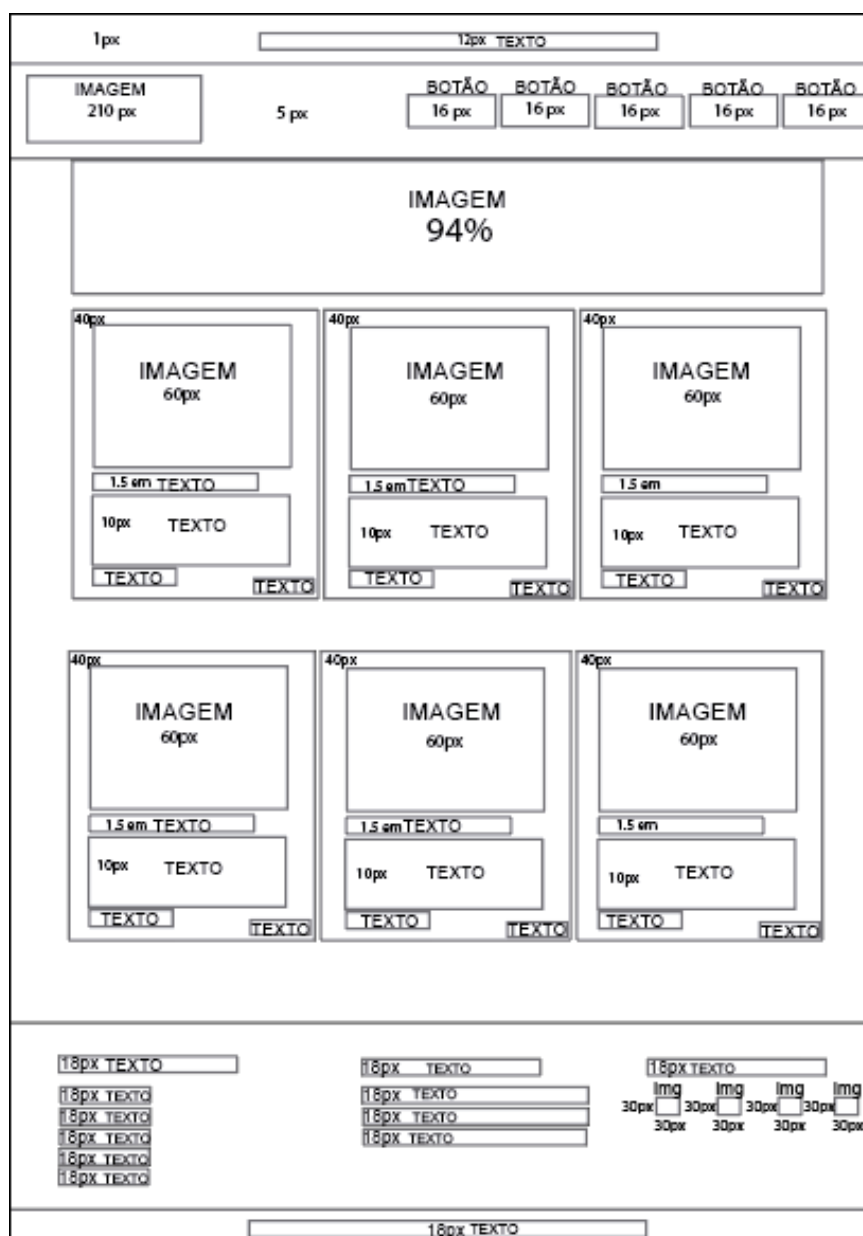 1px 12px TEXTO
IMAGEM BOTÃO BOTÃO BOTÃO BOTÃO BOTÃO
210 px 5 px 16 px 16 px 16 px 16 px 16 px
IMAGEM
94%
40px 40px 40px
IMAGEM IMAGEM IMAGEM
60px 60px 60px
1.5 em TEXTO 1.5 em TEXTO 1.5 em
10px TEXTO 10px TEXTO 10px TEXTO
TEXTO TEXTO TEXTO TEXTO TEXTO TEXTO
40px 40px 40px
IMAGEM IMAGEM IMAGEM
60px 60px 60px
1.5 em TEXTO 1.5 em TEXTO 1.5 em
10px TEXTO 10px TEXTO 10px TEXTO
TEXTO TEXTO TEXTO TEXTO TEXTO TEXTO
18px TEXTO 18px TEXTO 18px TEXTO
Img Img Img Img
18px TEXTO 18px TEXTO 30px 30px 30px 30px
18px TEXTO 18px TEXTO 30px 30px 30px 30px
18px TEXTO 18px TEXTO
18px TEXTO
18px TEXTO
18px TEXTO